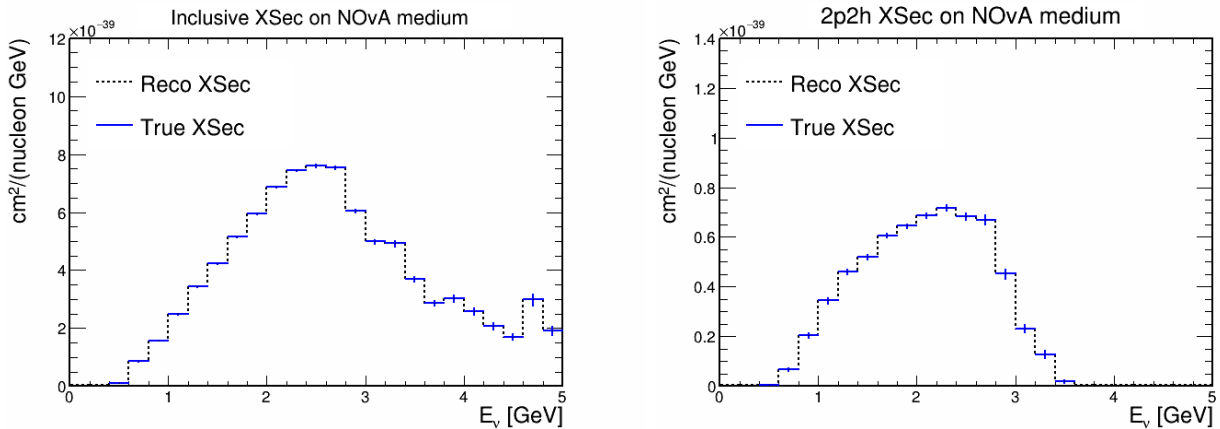 Inclusive XSec on NOvA medium
×10⁻³⁹
cm²/(nucleon GeV)
12
10
8
6
4
2
0
Reco XSec
True XSec
0 1 2 3 4 5
Eᵥ [GeV]
2p2h XSec on NOvA medium
×10⁻³⁹
cm²/(nucleon GeV)
1.4
1.2
1
0.8
0.6
0.4
0.2
0
Reco XSec
True XSec
0 1 2 3 4 5
Eᵥ [GeV]